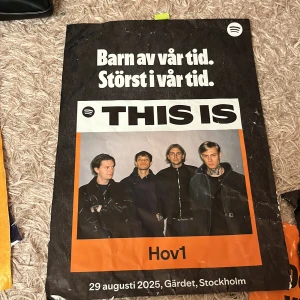 Barn av vår tid.
Störst i vår tid.
THIS IS
Hov1
29 augusti 2025, Gärdet, Stockholm